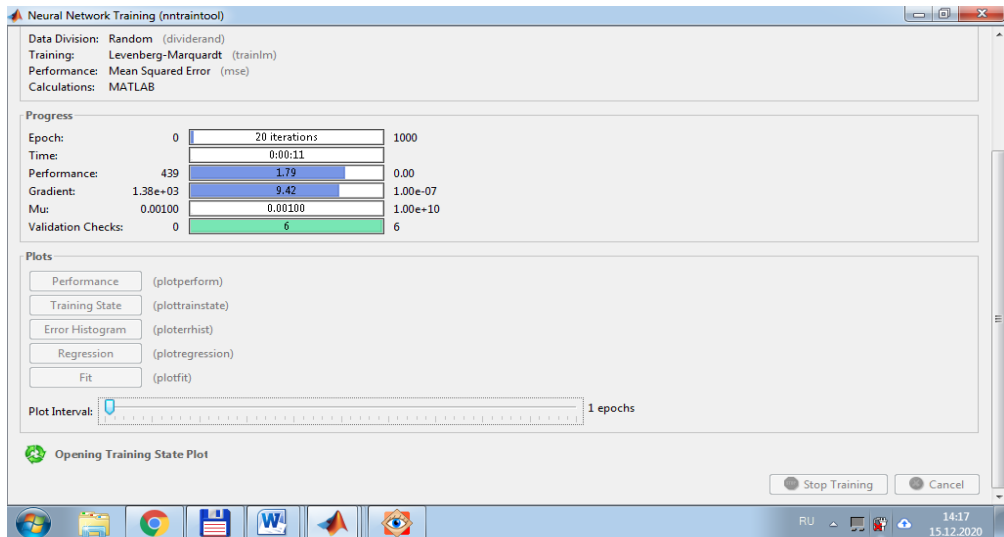 Neural Network Training (nntraintool)
Data Division: Random (dividerand)
Training: Levenberg-Marquardt (trainlm)
Performance: Mean Squared Error (mse)
Calculations: MATLAB
Progress
Epoch: 0 20 iterations 1000
Time: 0:00:11
Performance: 439 1.79 0.00
Gradient: 1.38e+03 9.42 1.00e-07
Mu: 0.00100 0.00100 1.00e+10
Validation Checks: 0 6 6
Plots
Performance (plotperform)
Training State (plottrainstate)
Error Histogram (ploterrhist)
Regression (plotregression)
Fit (plotfit)
Plot Interval: 1 epochs
Opening Training State Plot
Stop Training Cancel
W RU 14:17
15.12.2020